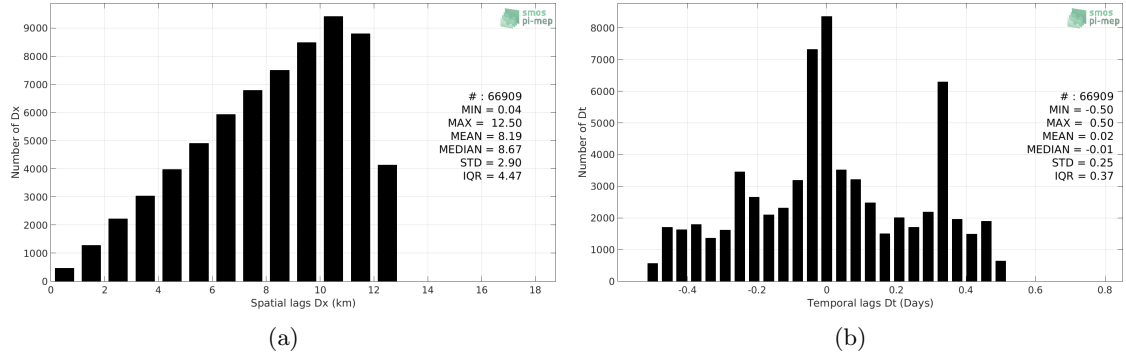 smos
pi-mep
9000
8000
7000
6000
5000
4000
3000
2000
1000
0
Number of Dx
# : 66909
MIN = 0.04
MAX = 12.50
MEAN = 8.19
MEDIAN = 8.67
STD = 2.90
IQR = 4.47
0 2 4 6 8 10 12 14 16 18
Spatial lags Dx (km)
(a)
smos
pi-mep
8000
7000
6000
5000
4000
3000
2000
1000
0
Number of Dt
# : 66909
MIN = -0.50
MAX = 0.50
MEAN = 0.02
MEDIAN = -0.01
STD = 0.25
IQR = 0.37
-0.4 -0.2 0 0.2 0.4 0.6 0.8
Temporal lags Dt (Days)
(b)